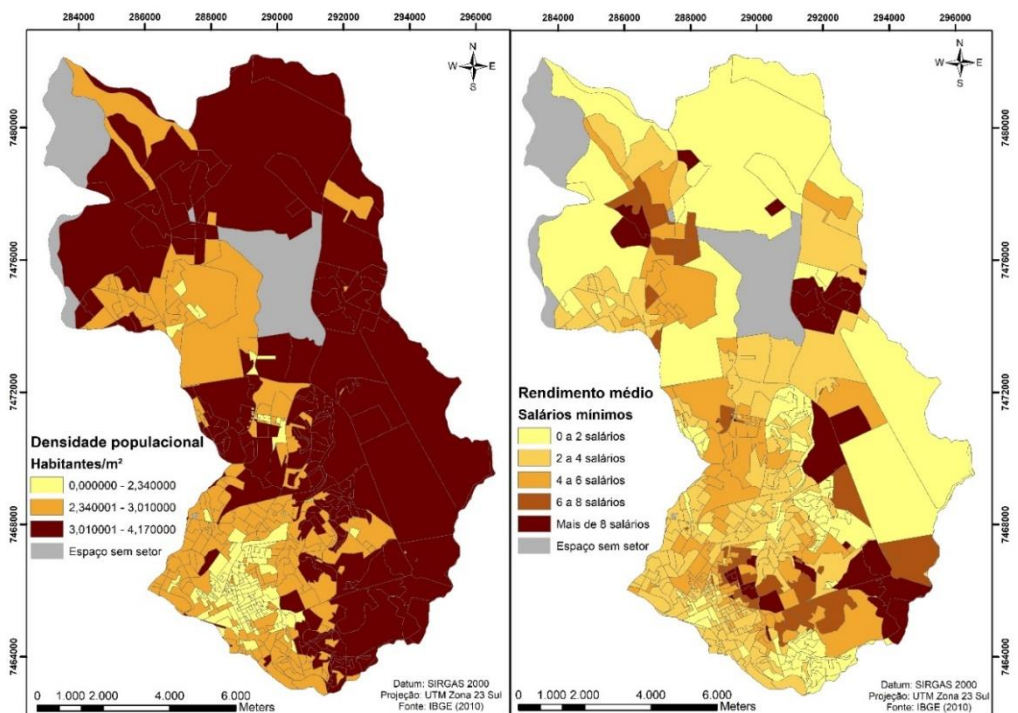 284000 286000 288000 290000 292000 294000 296000
N
W E
S
7480000
7476000
7472000
7468000
7464000
Densidade populacional
Habitantes/m²
0,000000 - 2,340000
2,340001 - 3,010000
3,010001 - 4,170000
Espaço sem setor
0 1.000 2.000 4.000 6.000
Meters
Datum: SIRGAS 2000
Projeção: UTM Zona 23 Sul
Fonte: IBGE (2010)
284000 286000 288000 290000 292000 294000 296000
N
W E
S
7480000
7476000
7472000
7468000
7464000
Rendimento médio
Salários mínimos
0 a 2 salários
2 a 4 salários
4 a 6 salários
6 a 8 salários
Mais de 8 salários
Espaço sem setor
0 1.000 2.000 4.000 6.000
Meters
Datum: SIRGAS 2000
Projeção: UTM Zona 23 Sul
Fonte: IBGE (2010)